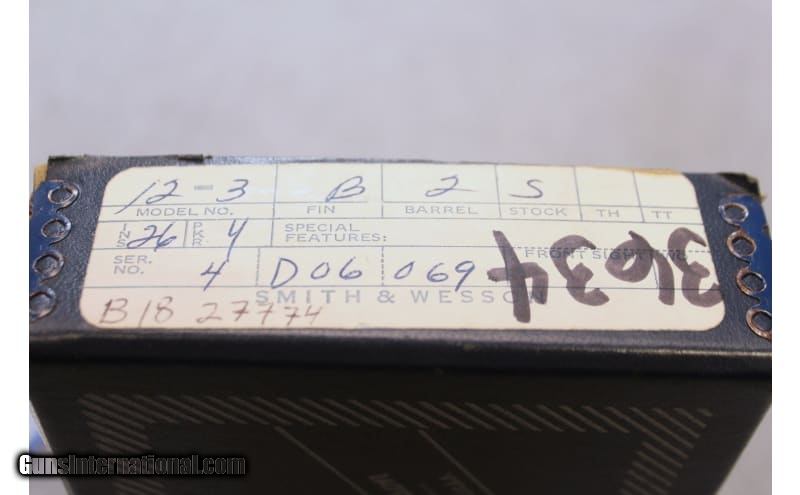 12-3 B 2 S
MODEL NO. FIN BARREL STOCK TH TT
INS 26 PKR 4 SPECIAL FEATURES: FRONT SIGHT
SER. NO. 4 D06 069
SMITH & WESSON
B18 27774
31634
GunsInternational.com